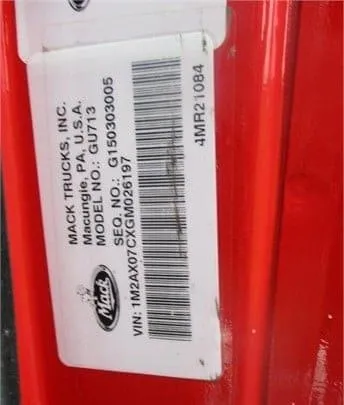 MACK TRUCKS, INC.
Macungie, PA, U.S.A.
MODEL NO.: GU713
SEQ. NO.: G150303005
Mack
VIN: 1M2AX07CXGM026197
4MR21084